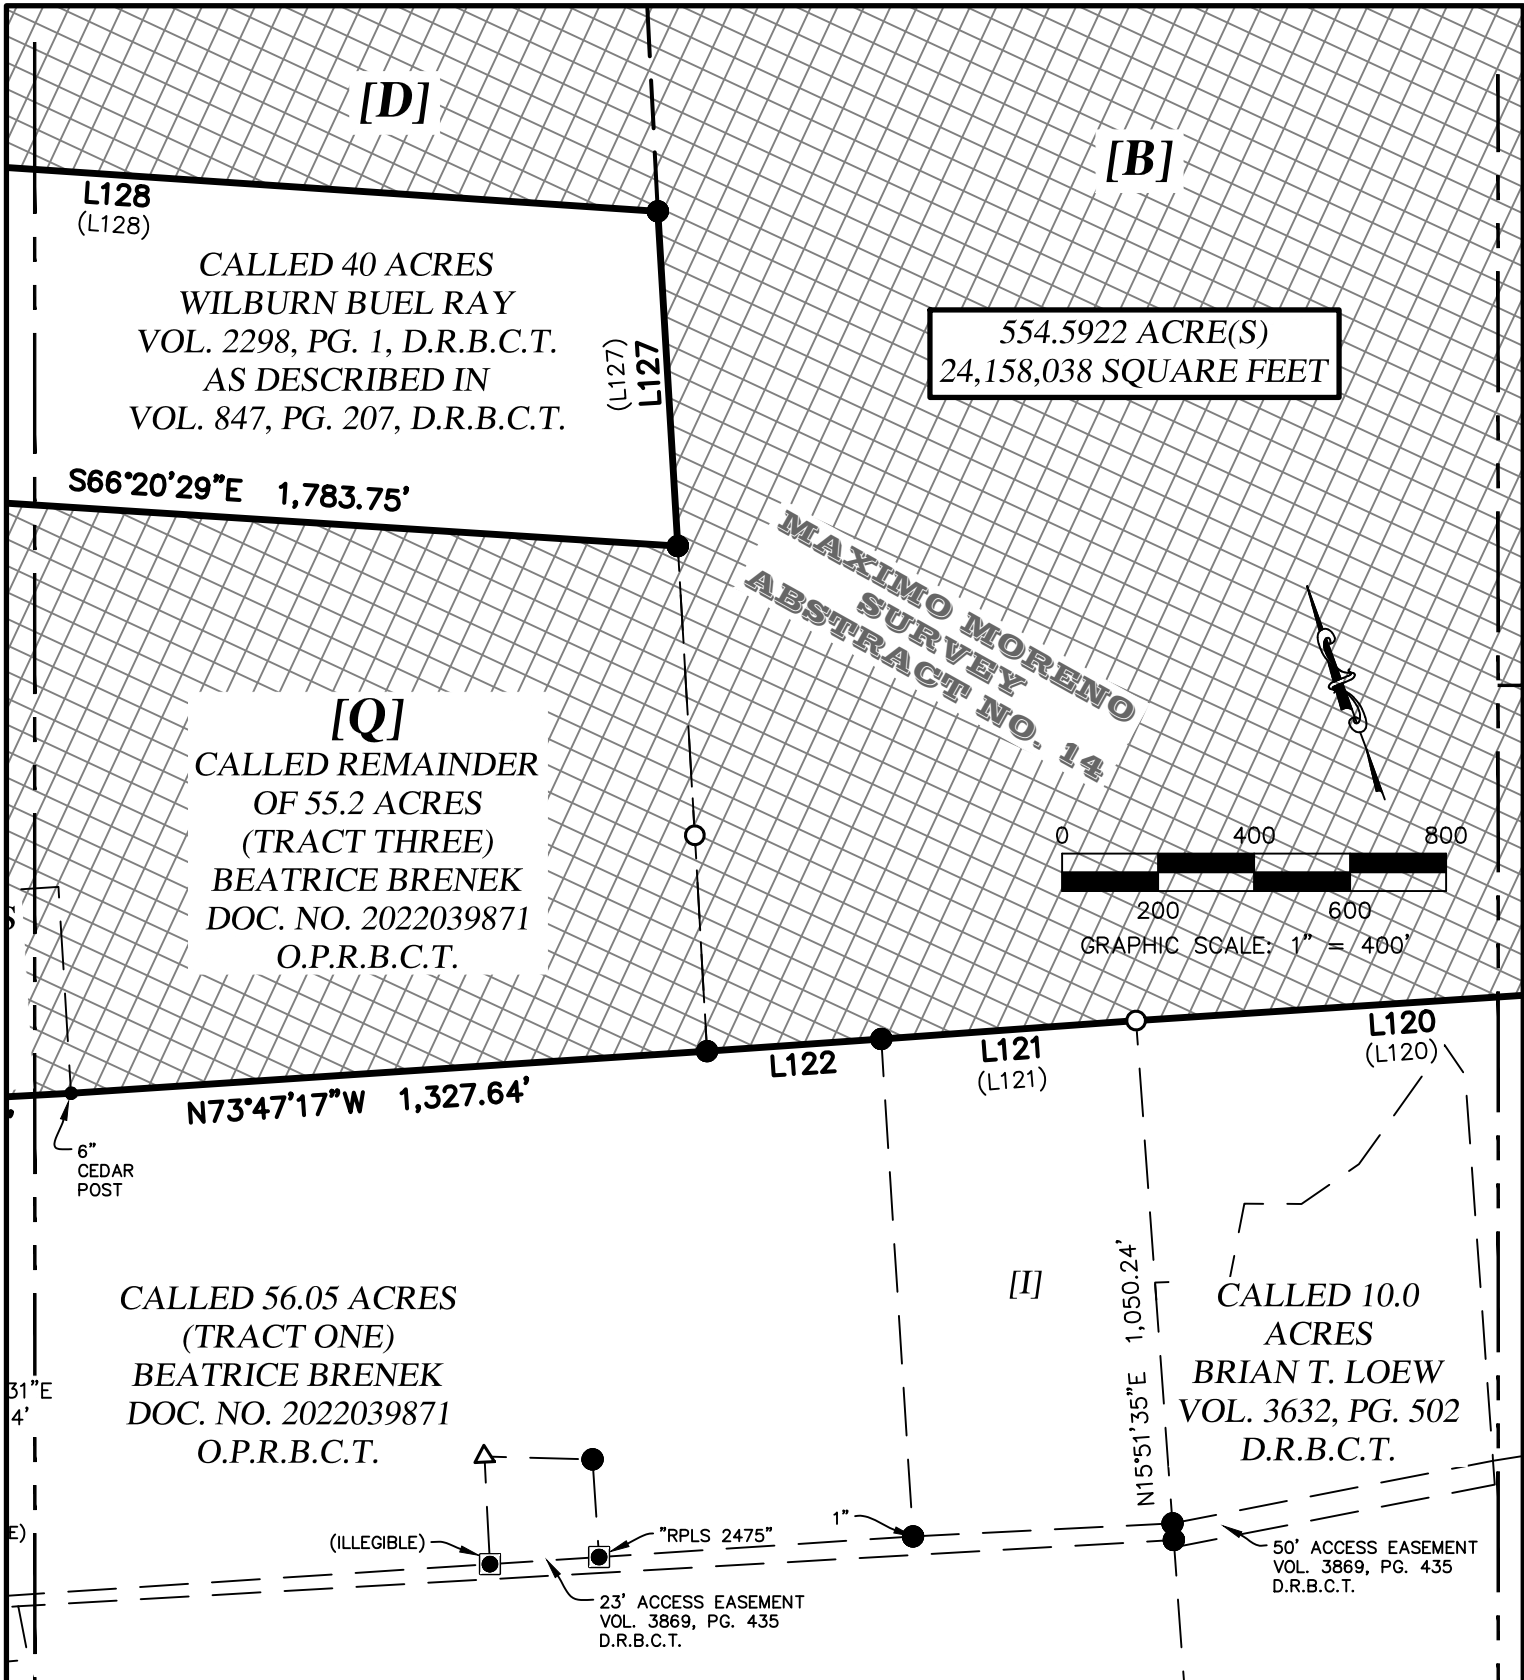 [D]
[B]
L128
(L128)
CALLED 40 ACRES
WILBURN BUEL RAY
VOL. 2298, PG. 1, D.R.B.C.T.
AS DESCRIBED IN
VOL. 847, PG. 207, D.R.B.C.T.
(L127)
L127
554.5922 ACRE(S)
24,158,038 SQUARE FEET
S66°20'29"E 1,783.75'
MAXIMO MORENO
SURVEY
ABSTRACT NO. 14
[Q]
CALLED REMAINDER
OF 55.2 ACRES
(TRACT THREE)
BEATRICE BRENEK
DOC. NO. 2022039871
O.P.R.B.C.T.
0 400 800
200 600
GRAPHIC SCALE: 1" = 400'
S
L122
L121
(L121)
L120
(L120)
N73°47'17"W 1,327.64'
6"
CEDAR
POST
CALLED 56.05 ACRES
(TRACT ONE)
BEATRICE BRENEK
DOC. NO. 2022039871
O.P.R.B.C.T.
[I]
N15°51'35"E 1,050.24'
CALLED 10.0
ACRES
BRIAN T. LOEW
VOL. 3632, PG. 502
D.R.B.C.T.
31"E
4'
E)
(ILLEGIBLE)
"RPLS 2475"
1"
23' ACCESS EASEMENT
VOL. 3869, PG. 435
D.R.B.C.T.
50' ACCESS EASEMENT
VOL. 3869, PG. 435
D.R.B.C.T.